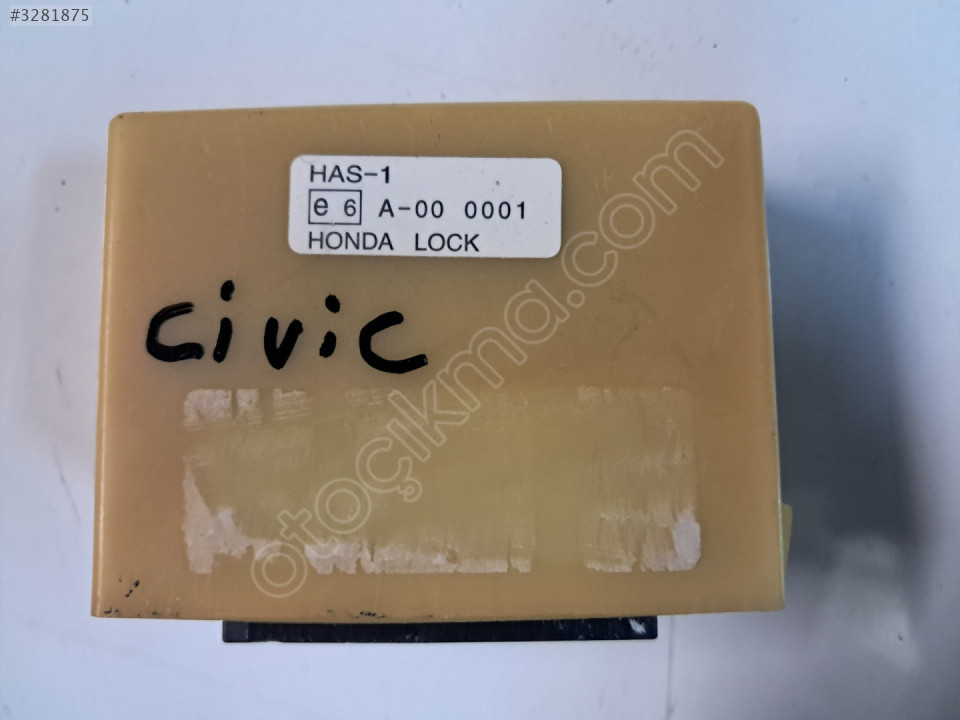 #3281875
HAS-1
e 6 A-00 0001
HONDA LOCK
civic
otoçıkma.com